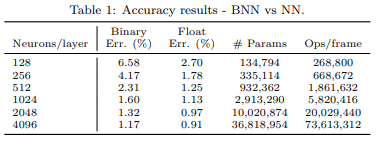 Table 1: Accuracy results - BNN vs NN.
Binary Float
Neurons/layer Err. (%) Err. (%) # Params Ops/frame
128 6.58 2.70 134,794 268,800
256 4.17 1.78 335,114 668,672
512 2.31 1.25 932,362 1,861,632
1024 1.60 1.13 2,913,290 5,820,416
2048 1.32 0.97 10,020,874 20,029,440
4096 1.17 0.91 36,818,954 73,613,312